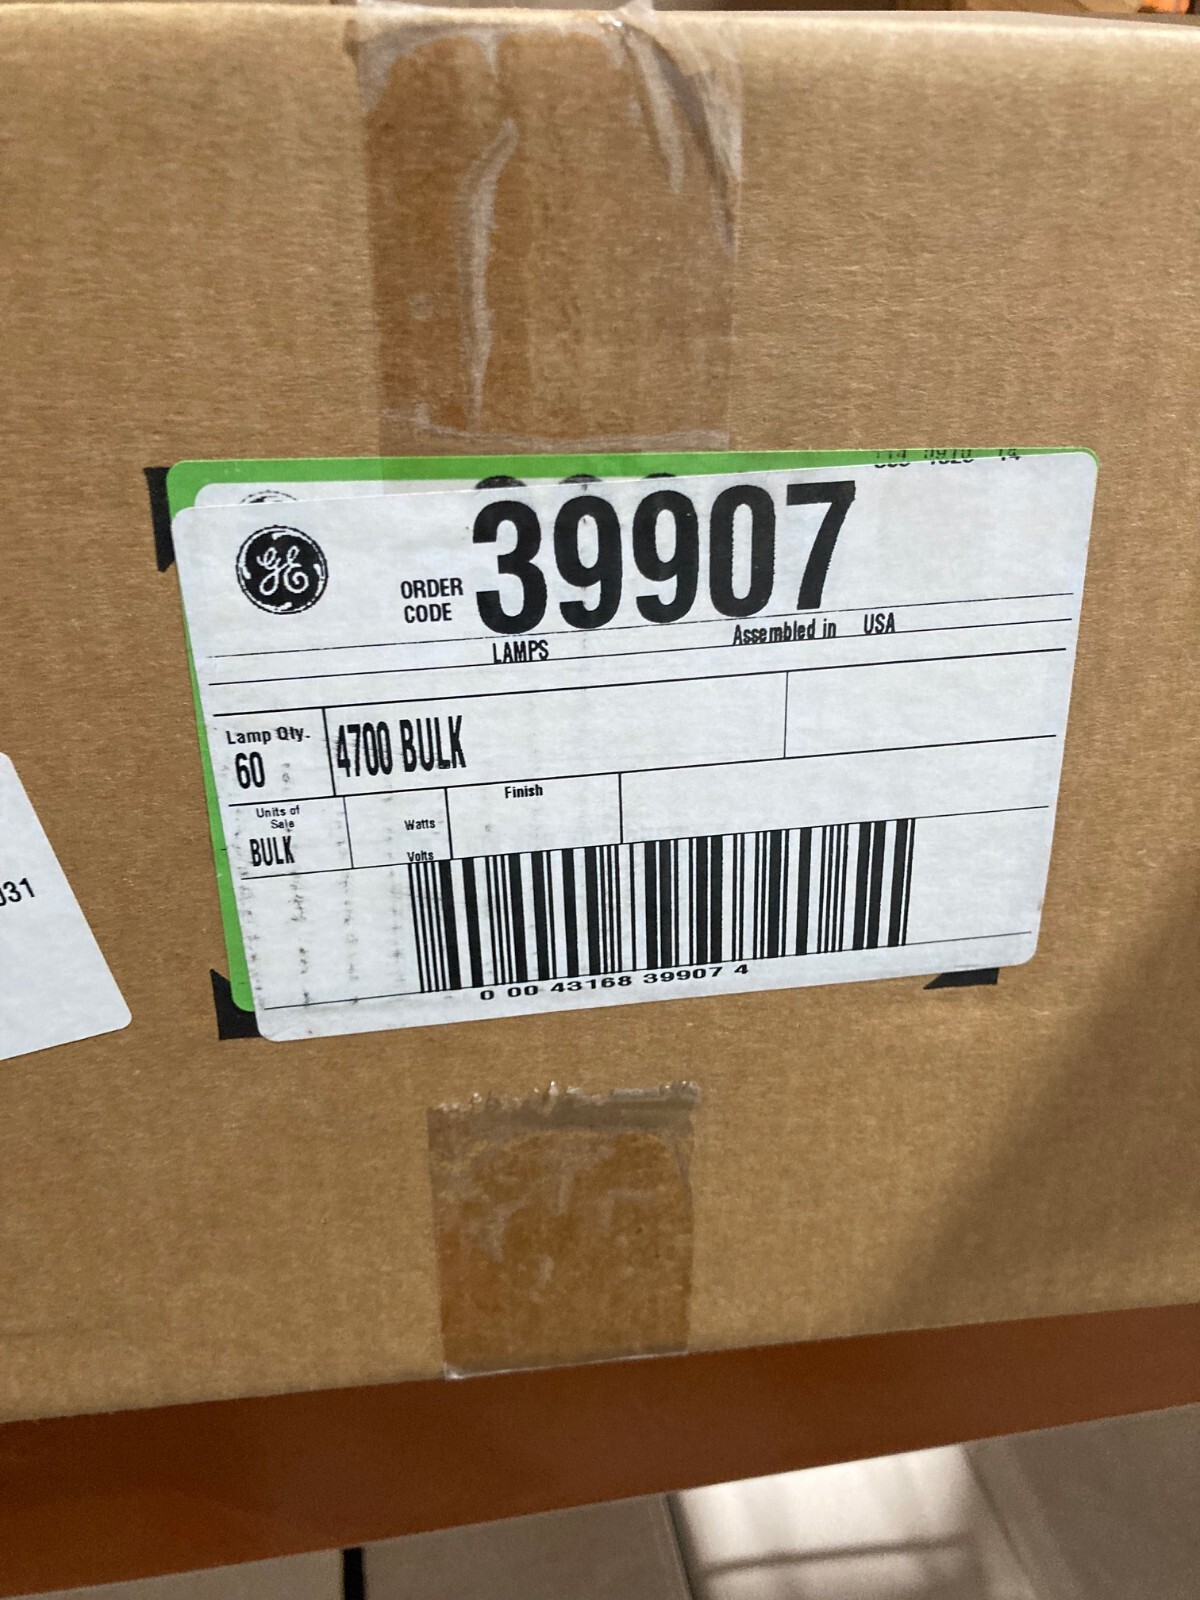 GE
ORDER
CODE
39907
LAMPS
Assembled in USA
Lamp Qty.
60
4700 BULK
Units of
Sale
BULK
Watts
Volts
Finish
0 00 43168 39907 4
031